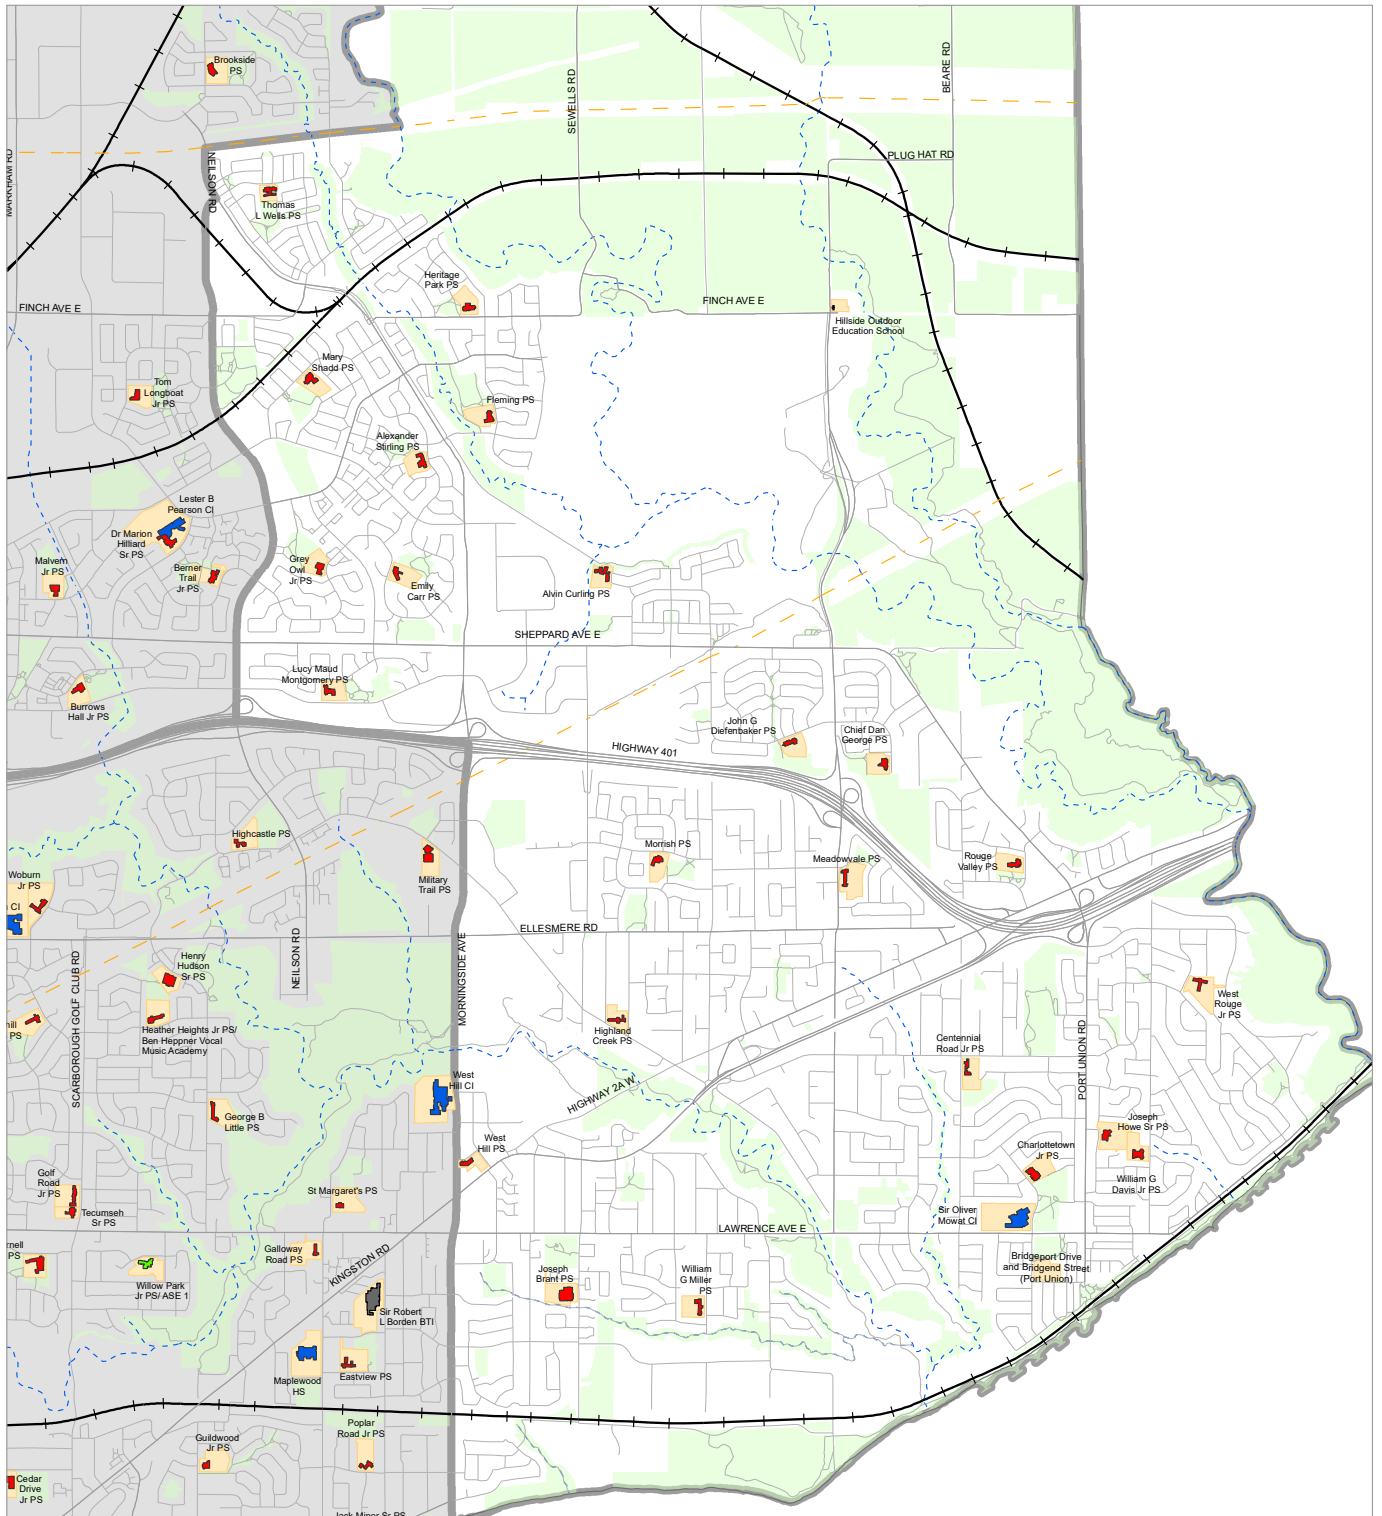 Brookside
PS
BEARE RD
SEWELLS RD
MARKHAM RD
NEILSON RD
PLUG HAT RD
Thomas
L Wells PS
Heritage
Park PS
FINCH AVE E
FINCH AVE E
Hillside Outdoor
Education School
Mary
Shadd PS
Tom
Longboat
Jr PS
Fleming PS
Alexander
Stirling PS
Lester B
Pearson CI
Dr Marion
Hilliard
Sr PS
Malvern
Jr PS
Berner
Trail
Jr PS
Grey
Owl
Jr PS
Emily
Carr PS
Alvin Curling PS
SHEPPARD AVE E
Lucy Maud
Montgomery PS
Burrows
Hall Jr PS
John G
Diefenbaker PS
Chief Dan
George PS
HIGHWAY 401
Highcastle PS
Military
Trail PS
Morrish PS
Meadowvale PS
Rouge
Valley PS
Woburn
Jr PS
CI
ELLESMERE RD
NEILSON RD
MORNINGSIDE AVE
SCARBOROUGH GOLF CLUB RD
Henry
Hudson
Sr PS
West
Rouge
Jr PS
hill
PS
Heather Heights Jr PS/
Ben Heppner Vocal
Music Academy
Highland
Creek PS
Centennial
Road Jr PS
PORT UNION RD
West
Hill CI
HIGHWAY 2A W
George B
Little PS
West
Hill PS
Joseph
Howe Sr PS
Charlottetown
Jr PS
William G
Davis Jr PS
Golf
Road
Jr PS
Tecumseh
Sr PS
St Margaret's PS
Sir Oliver
Mowat CI
LAWRENCE AVE E
rnell
PS
Galloway
Road PS
KINGSTON RD
Willow Park
Jr PS/ ASE 1
Joseph
Brant PS
William
G Miller
PS
Bridgeport Drive
and Bridgend Street
(Port Union)
Sir Robert
L Borden BTI
Maplewood
HS
Eastview PS
Poplar
Road Jr PS
Guildwood
Jr PS
Cedar
Drive
Jr PS
Jack Miner Sr PS